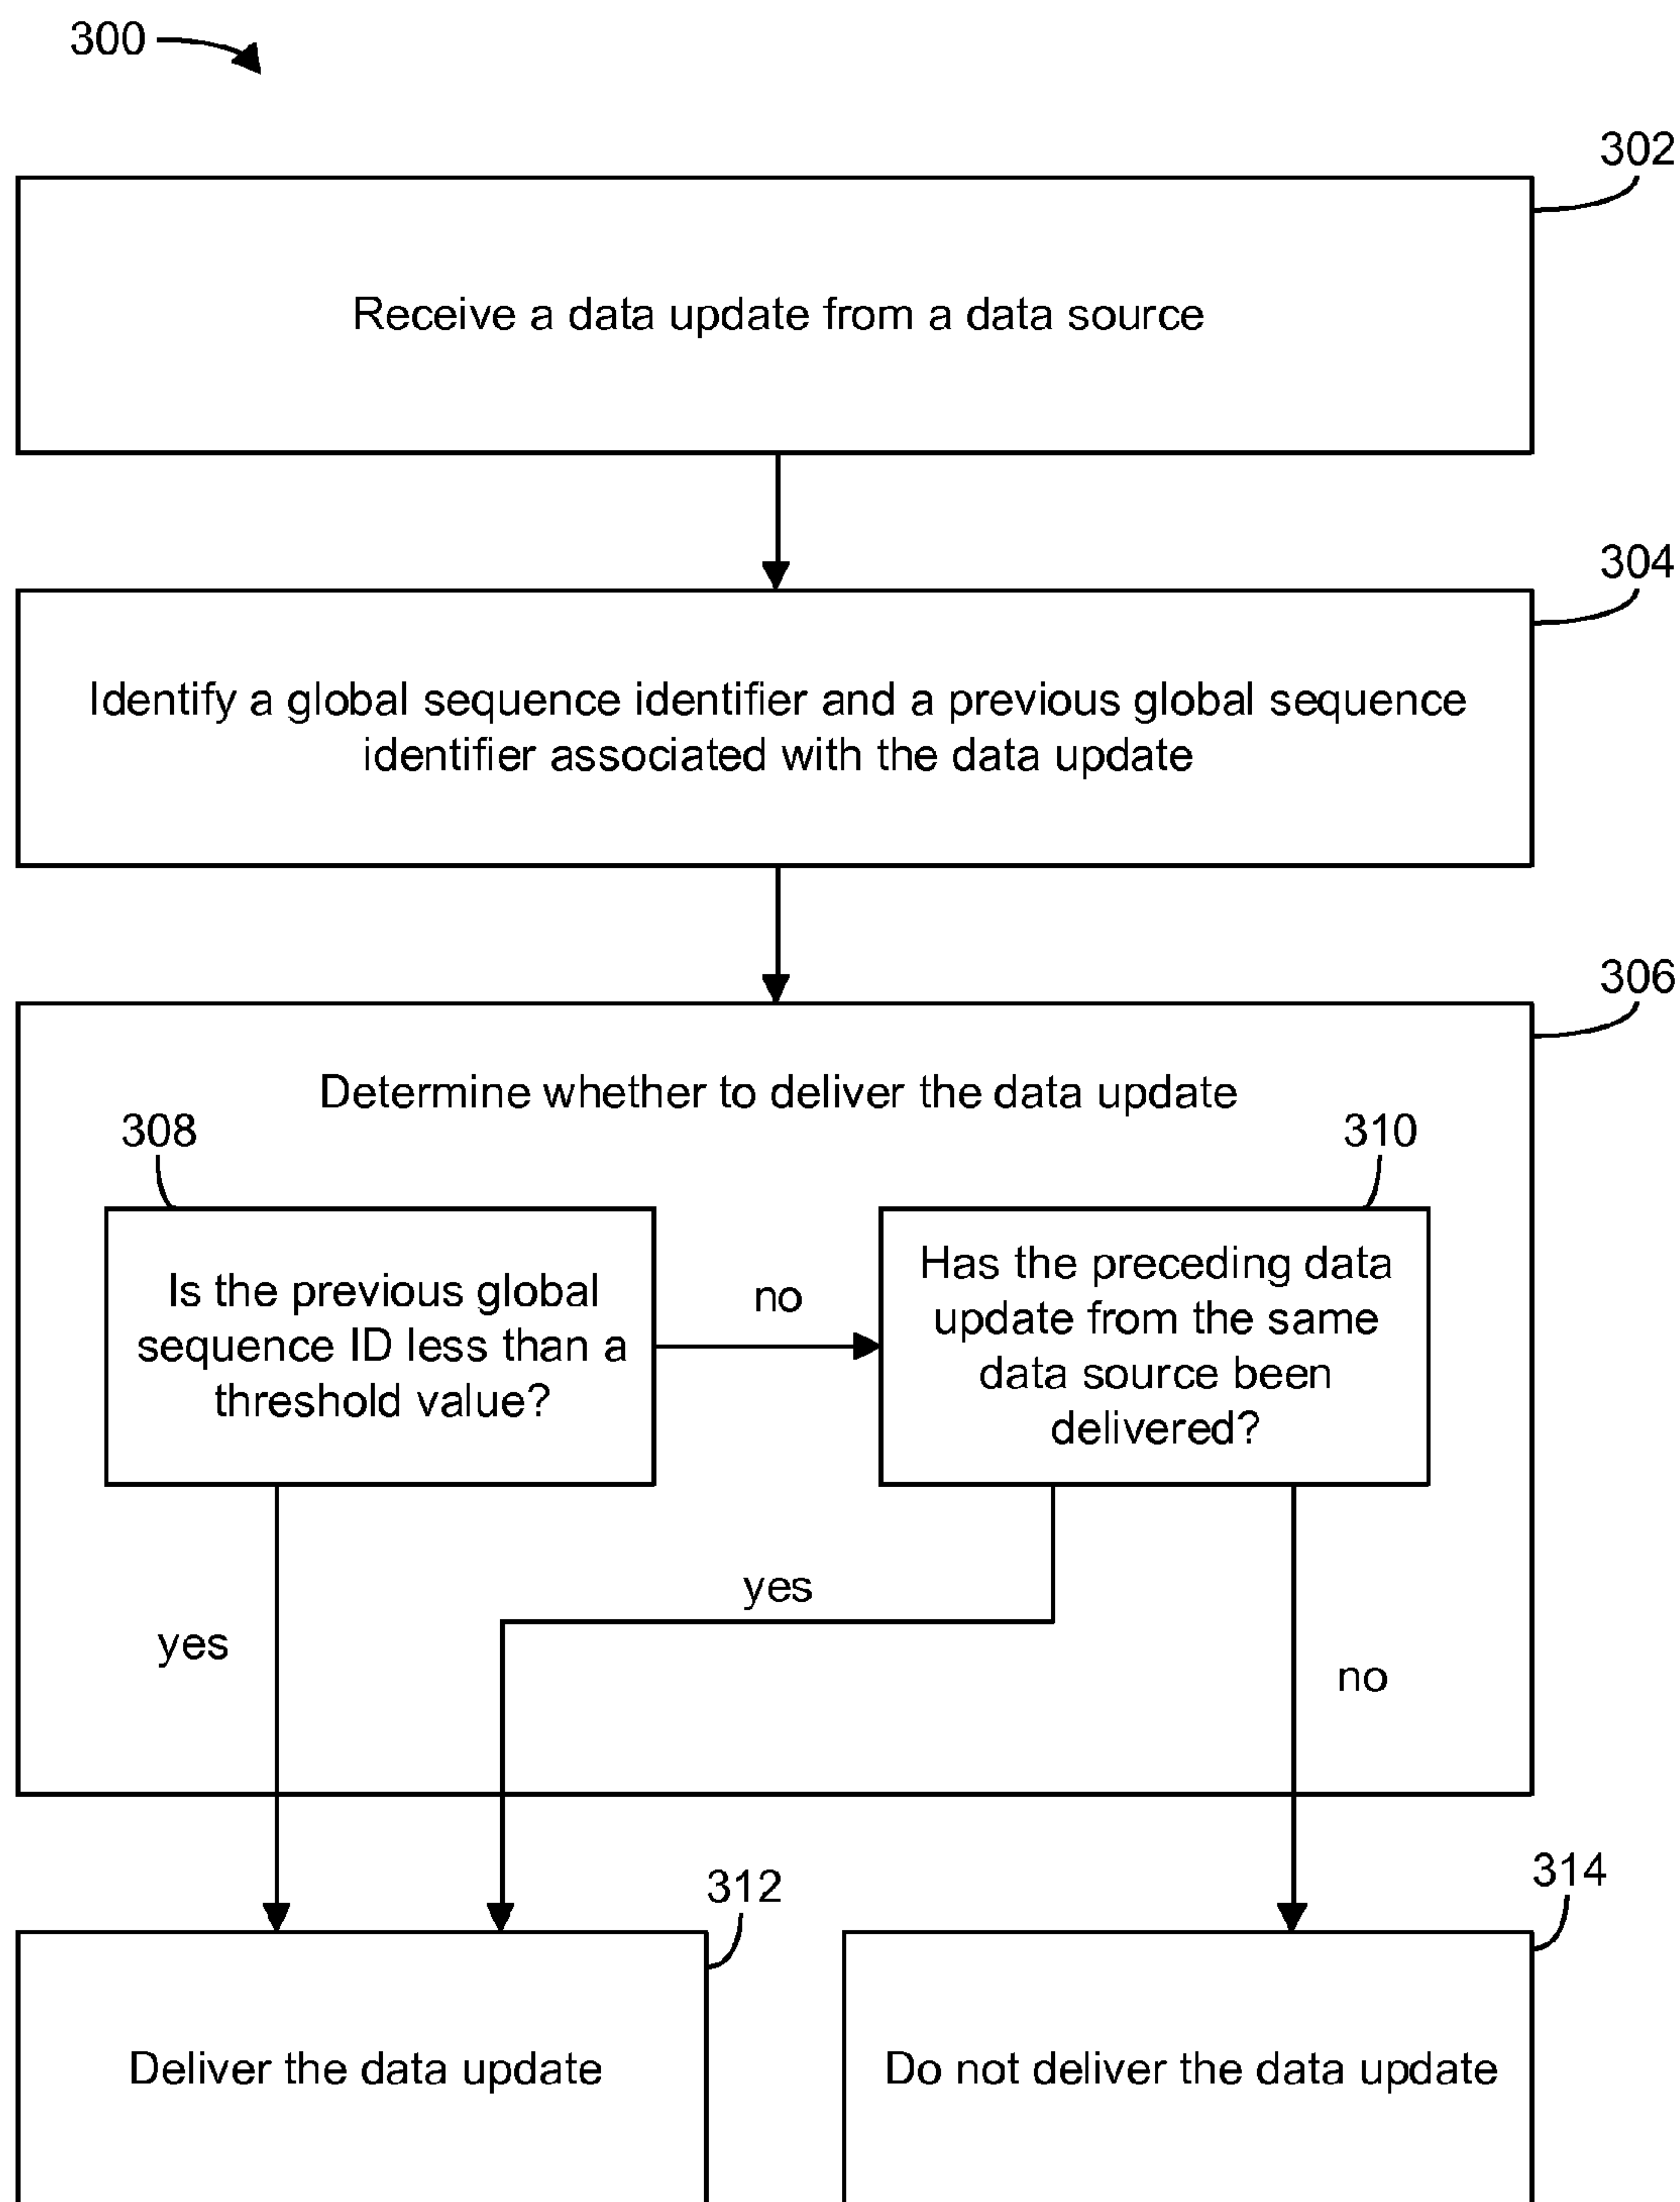 300
302
Receive a data update from a data source
304
Identify a global sequence identifier and a previous global sequence
identifier associated with the data update
306
Determine whether to deliver the data update
308
310
Is the previous global
sequence ID less than a
threshold value?
no
Has the preceding data
update from the same
data source been
delivered?
yes
yes
no
312
314
Deliver the data update
Do not deliver the data update